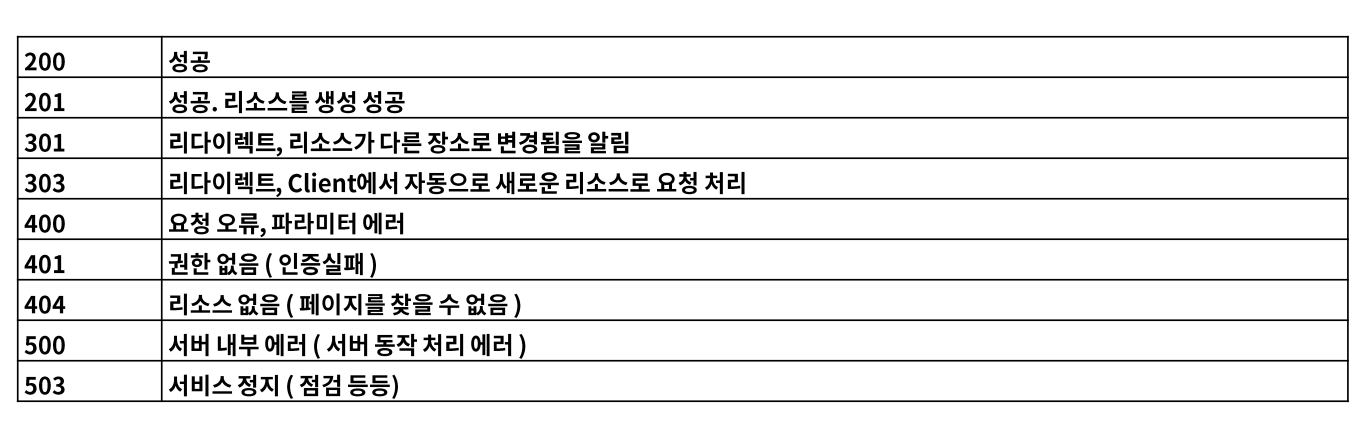 200 성공
201 성공. 리소스를 생성 성공
301 리다이렉트, 리소스가 다른 장소로 변경됨을 알림
303 리다이렉트, Client에서 자동으로 새로운 리소스로 요청 처리
400 요청 오류, 파라미터 에러
401 권한 없음 ( 인증실패 )
404 리소스 없음 ( 페이지를 찾을 수 없음 )
500 서버 내부 에러 ( 서버 동작 처리 에러 )
503 서비스 정지 ( 점검 등등)